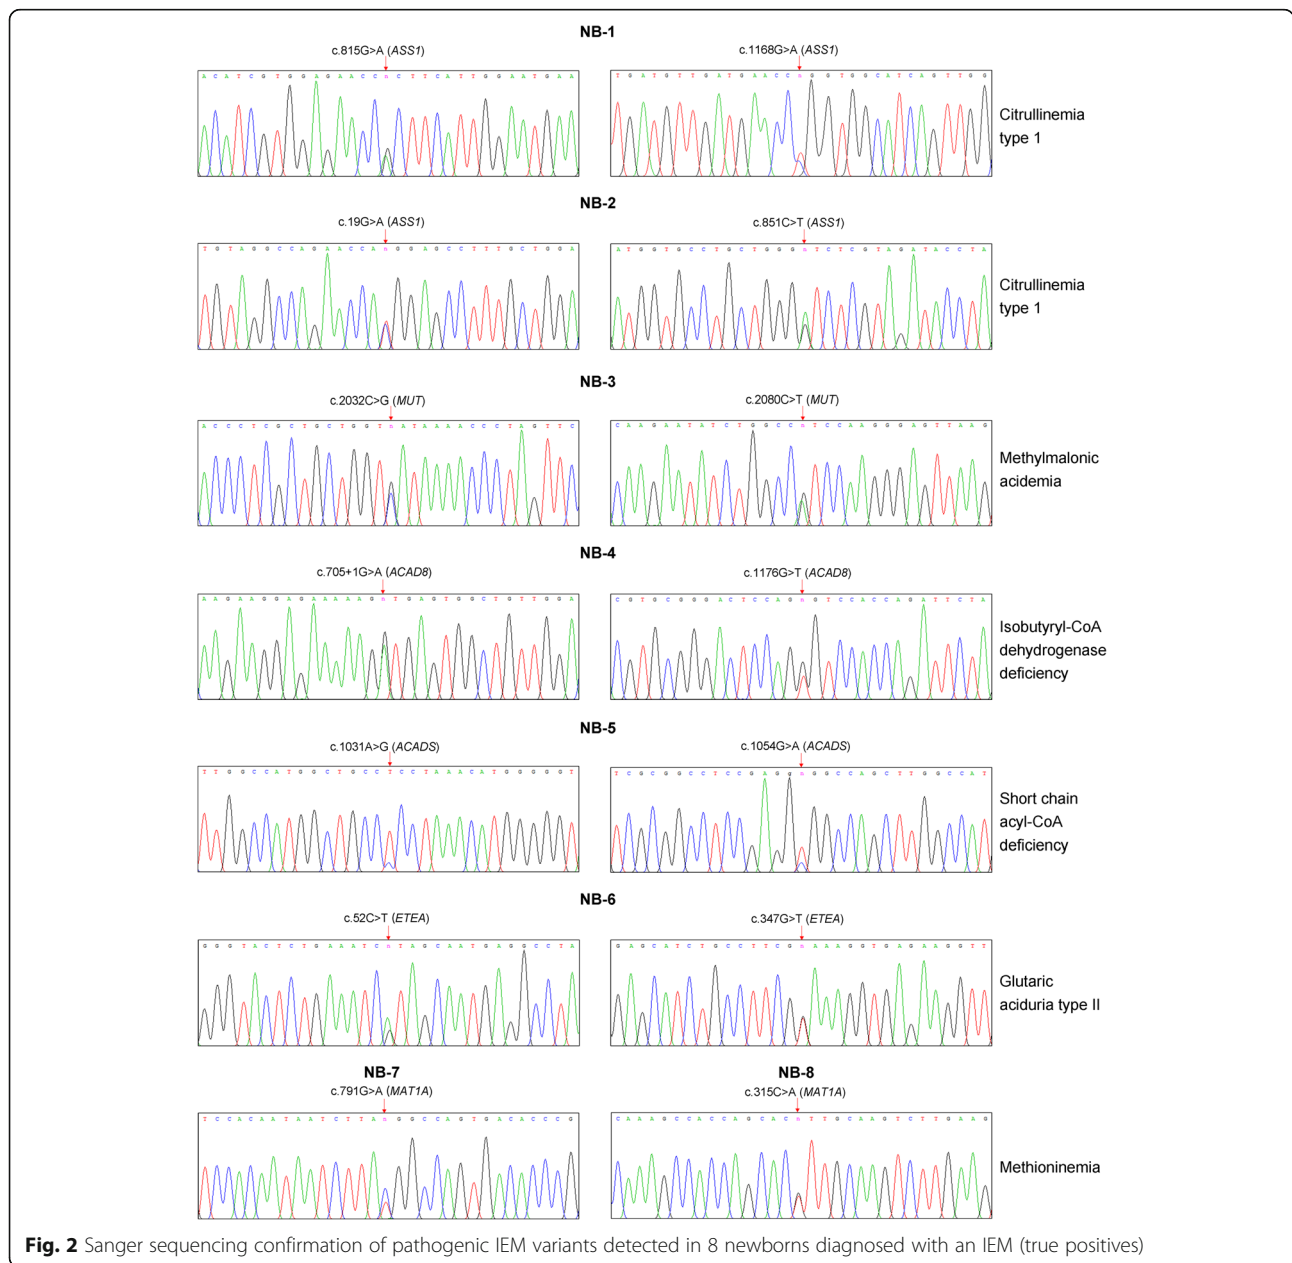 NB-1
c.815G>A (ASS1)
c.1168G>A (ASS1)
A C A T C G T G G A G A A C C n C T T C A T T G G A A T G A A
T G A T G T T G A T G A A C C n G G T G G C A T C A G T T G G
Citrullinemia
type 1
NB-2
c.19G>A (ASS1)
c.851C>T (ASS1)
T G T A G G C C A G A A C C A n G G A G C C T T T G C T G G A
A T G G T G C C T G C T G G G n T C T C G T A G A T A C C T A
Citrullinemia
type 1
NB-3
c.2032C>G (MUT)
c.2080C>T (MUT)
A C C C T C G C T G C T G G T n A T A A A A C C C T A G T T C
C A A G A A T A T C T G G C C n T C C A A G G G A G T T A A G
Methylmalonic
acidemia
NB-4
c.705+1G>A (ACAD8)
c.1176G>T (ACAD8)
A A G A A G G A G A A A A A G n T G A G T G G C T G T T G G A
C G T G C G G G A C T C C A G n G T C C A C C A G A T T C T A
Isobutyryl-CoA
dehydrogenase
deficiency
NB-5
c.1031A>G (ACADS)
c.1054G>A (ACADS)
T T G G C C A T G G C T G C C T C C T A A A C A T G G G G G T
T C G C G G C C T C C G A G g n G G C C A G C T T G G C C A T
Short chain
acyl-CoA
deficiency
NB-6
c.52C>T (ETEA)
c.347G>T (ETEA)
G G G T A C T C T G A A A T C n T A G C A A T G A G G C C T A
G A G C A T C T G C C T T C G n A A A G G T G A G A A G G T T
Glutaric
aciduria type II
NB-7
NB-8
c.791G>A (MAT1A)
c.315C>A (MAT1A)
T C C A C A A T A A T C T T A n G G C C A G T G A C A C C C G
C A A A G C C A C C A G C A C n T T G C A A G T C T T G A A G
Methioninemia
Fig. 2 Sanger sequencing confirmation of pathogenic IEM variants detected in 8 newborns diagnosed with an IEM (true positives)